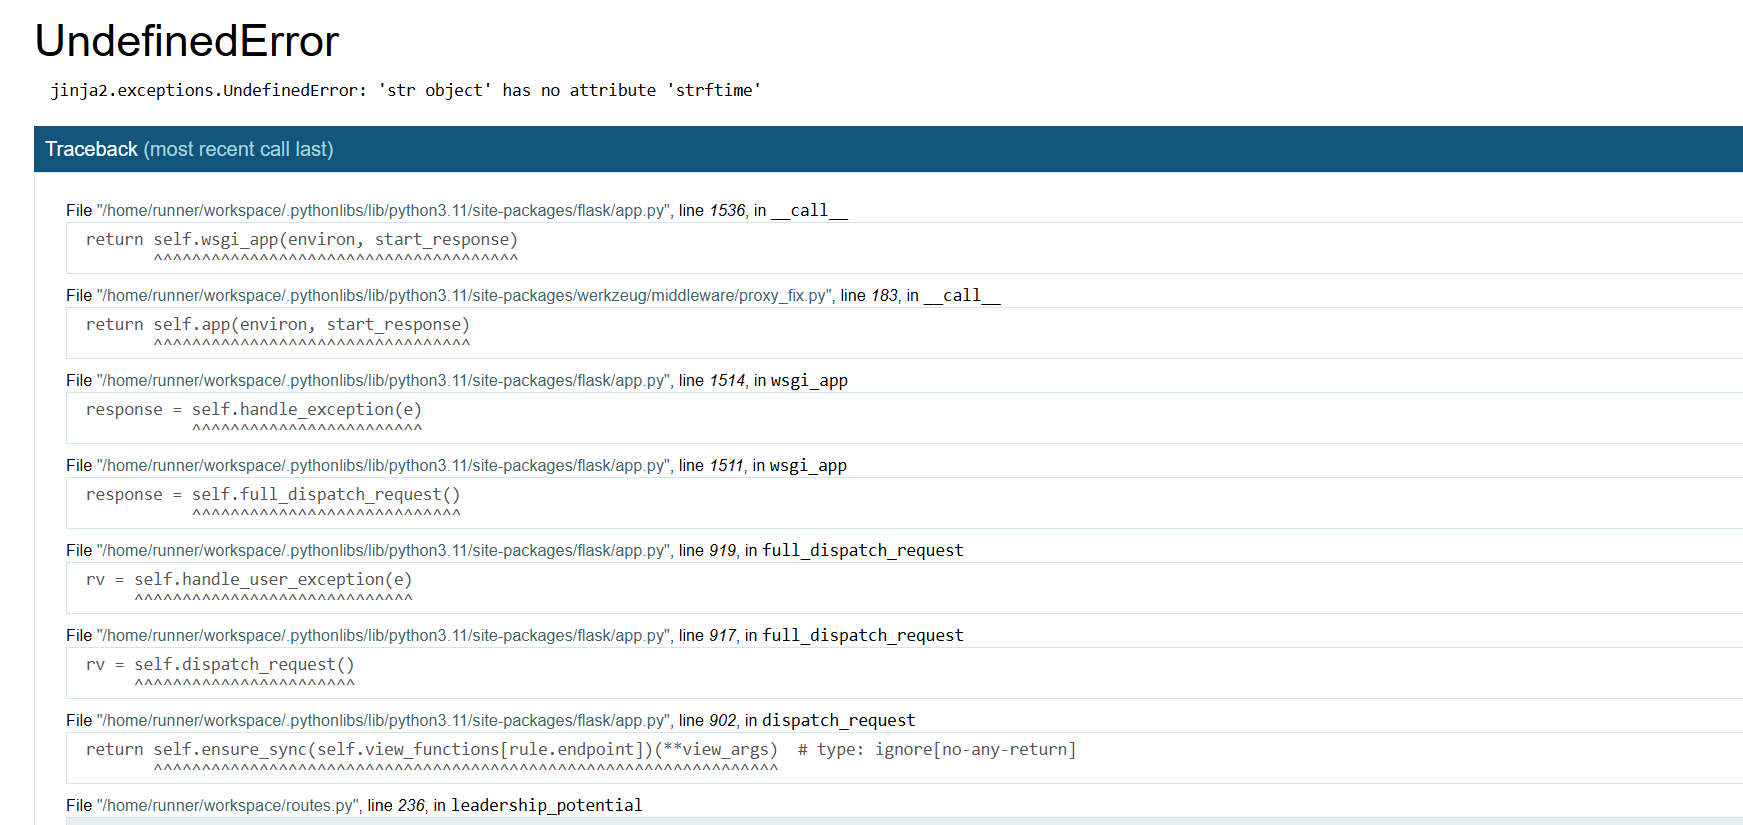 UndefinedError
jinja2.exceptions.UndefinedError: 'str object' has no attribute 'strftime'
Traceback (most recent call last)
File "/home/runner/workspace/.pythonlibs/lib/python3.11/site-packages/flask/app.py", line 1536, in __call__
return self.wsgi_app(environ, start_response)
^^^^^^^^^^^^^^^^^^^^^^^^^^^^^^^^^^^^^^
File "/home/runner/workspace/.pythonlibs/lib/python3.11/site-packages/werkzeug/middleware/proxy_fix.py", line 183, in __call__
return self.app(environ, start_response)
^^^^^^^^^^^^^^^^^^^^^^^^^^^^^^^^^
File "/home/runner/workspace/.pythonlibs/lib/python3.11/site-packages/flask/app.py", line 1514, in wsgi_app
response = self.handle_exception(e)
^^^^^^^^^^^^^^^^^^^^^^^^
File "/home/runner/workspace/.pythonlibs/lib/python3.11/site-packages/flask/app.py", line 1511, in wsgi_app
response = self.full_dispatch_request()
^^^^^^^^^^^^^^^^^^^^^^^^^^^^
File "/home/runner/workspace/.pythonlibs/lib/python3.11/site-packages/flask/app.py", line 919, in full_dispatch_request
rv = self.handle_user_exception(e)
^^^^^^^^^^^^^^^^^^^^^^^^^^^^^
File "/home/runner/workspace/.pythonlibs/lib/python3.11/site-packages/flask/app.py", line 917, in full_dispatch_request
rv = self.dispatch_request()
^^^^^^^^^^^^^^^^^^^^^^^
File "/home/runner/workspace/.pythonlibs/lib/python3.11/site-packages/flask/app.py", line 902, in dispatch_request
return self.ensure_sync(self.view_functions[rule.endpoint])(**view_args)  # type: ignore[no-any-return]
^^^^^^^^^^^^^^^^^^^^^^^^^^^^^^^^^^^^^^^^^^^^^^^^^^^^^^^^^^^^^^^^^
File "/home/runner/workspace/routes.py", line 236, in leadership_potential